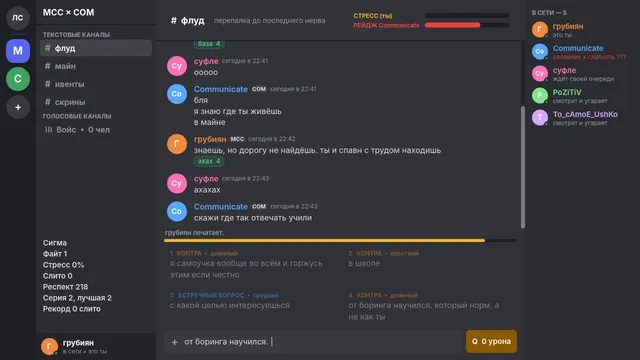 ЛС
M
C
+
MCC × COM
ТЕКСТОВЫЕ КАНАЛЫ
# флуд
# майн
# ивенты
# скрины
ГОЛОСОВЫЕ КАНАЛЫ
))) Войс • 0 чел
Сигма
Файт 1
Стресс 0%
Слито 0
Респект 218
Серия 2, лучшая 2
Рекорд 0 слито
Г
грубиян
в сети • это ты
# флуд
перепалка до последнего нерва
СТРЕСС (ты)
РЕЙДЖ Communicate
база 4
Су
суфле сегодня в 22:41
ооооо
Co
Communicate COM сегодня в 22:41
бля
я знаю где ты живёшь
в майне
Г
грубиян MCC сегодня в 22:42
знаешь, но дорогу не найдёшь. ты и спавн с трудом находишь
ахах 4
Су
суфле сегодня в 22:43
ахахах
Co
Communicate COM сегодня в 22:43
скажи где так отвечать учили
грубиян печатает.
1 КОНТРА • длинный
я самоучка вообще во всём и горжусь
этим если честно
2 КОНТРА • короткий
в школе
3 ВСТРЕЧНЫЙ ВОПРОС • средний
с какой целью интересуешься
4 КОНТРА • длинный
от боринга научился. который норм, а
не как ты
+ от боринга научился. |
Q 0 урона
В СЕТИ — 5
Г
грубиян
это ты
Co
Communicate
соперник • слабость ???
Су
суфле
ждёт своей очереди
P
PoZiTiV
смотрит и угарает
T
To_cAmoE_UshKo
смотрит и угарает